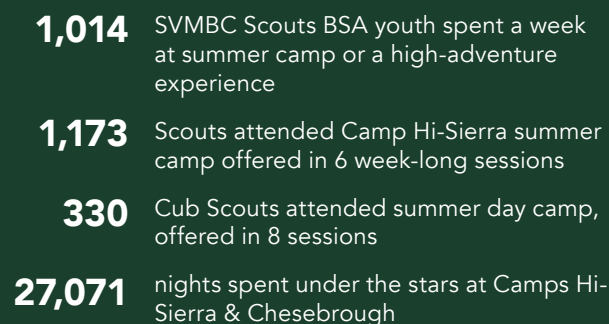 1,014 SVMBC Scouts BSA youth spent a week
at summer camp or a high-adventure
experience
1,173 Scouts attended Camp Hi-Sierra summer
camp offered in 6 week-long sessions
330 Cub Scouts attended summer day camp,
offered in 8 sessions
27,071 nights spent under the stars at Camps Hi-
Sierra & Chesebrough